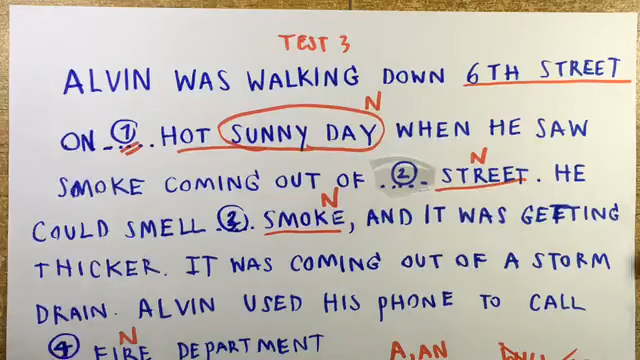 TEST 3
ALVIN WAS WALKING DOWN 6TH STREET
N
ON ..1... HOT SUNNY DAY WHEN HE SAW
N
SMOKE COMING OUT OF ..2.. STREET. HE
N
COULD SMELL .3. SMOKE, AND IT WAS GETTING
THICKER. IT WAS COMING OUT OF A STORM
DRAIN. ALVIN USED HIS PHONE TO CALL
N
4 FIRE DEPARTMENT
A, AN